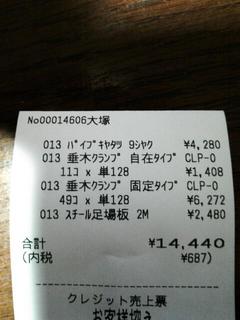 No00014606大塚
013 ﾊﾟｲﾌﾟｷｬﾀﾂ 9ｼｬｸ ¥4,280
013 垂木ｸﾗﾝﾌﾟ 自在ﾀｲﾌﾟ CLP-0
11コ x 単128 ¥1,408
013 垂木ｸﾗﾝﾌﾟ 固定ﾀｲﾌﾟ CLP-0
49コ x 単128 ¥6,272
013 ｽﾁｰﾙ足場板 2M ¥2,480
合計 ¥14,440
(内税 ¥687)
クレジット売上票
お客様控え